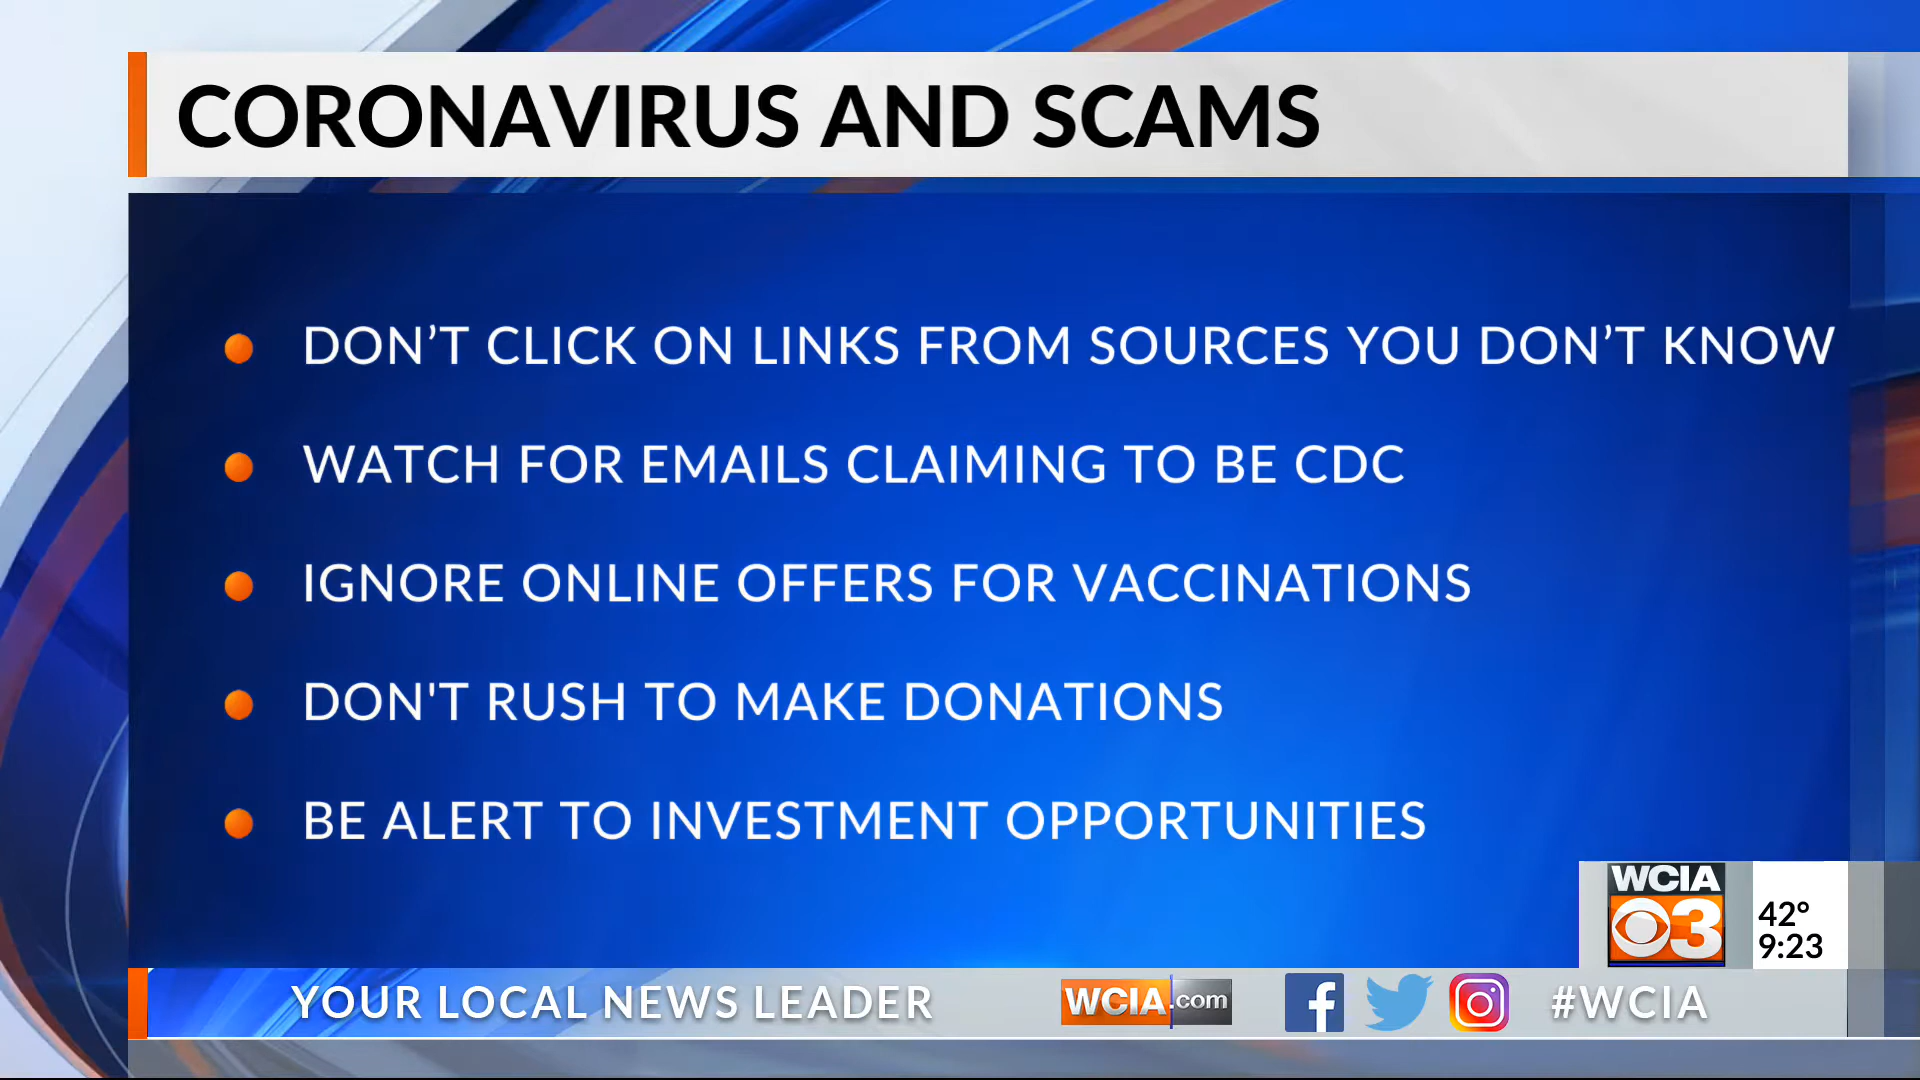 CORONAVIRUS AND SCAMS
DON’T CLICK ON LINKS FROM SOURCES YOU DON’T KNOW
WATCH FOR EMAILS CLAIMING TO BE CDC
IGNORE ONLINE OFFERS FOR VACCINATIONS
DON'T RUSH TO MAKE DONATIONS
BE ALERT TO INVESTMENT OPPORTUNITIES
WCIA
3
42°
9:23
YOUR LOCAL NEWS LEADER
WCIA.com
#WCIA